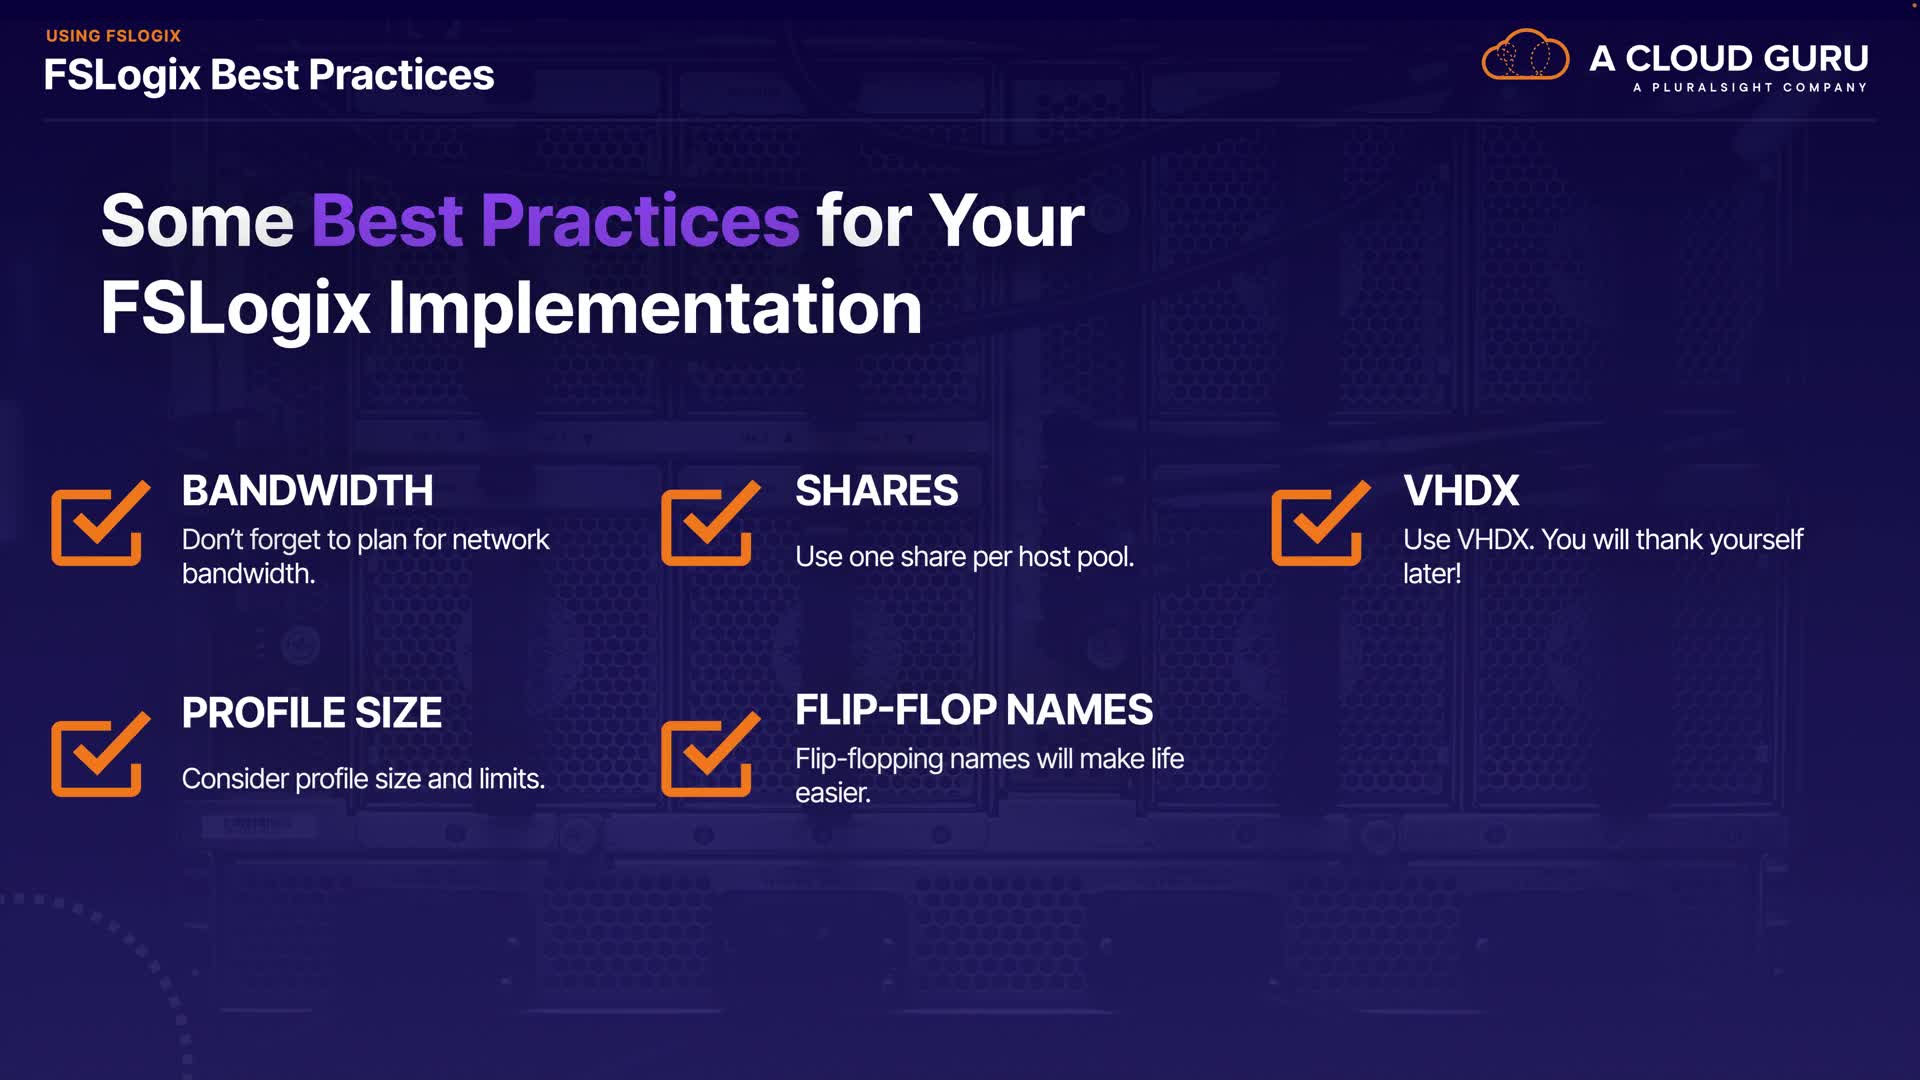 USING FSLOGIX
FSLogix Best Practices
A CLOUD GURU
A PLURALSIGHT COMPANY
Some Best Practices for Your
FSLogix Implementation
BANDWIDTH
Don’t forget to plan for network
bandwidth.
SHARES
Use one share per host pool.
VHDX
Use VHDX. You will thank yourself
later!
PROFILE SIZE
Consider profile size and limits.
FLIP-FLOP NAMES
Flip-flopping names will make life
easier.